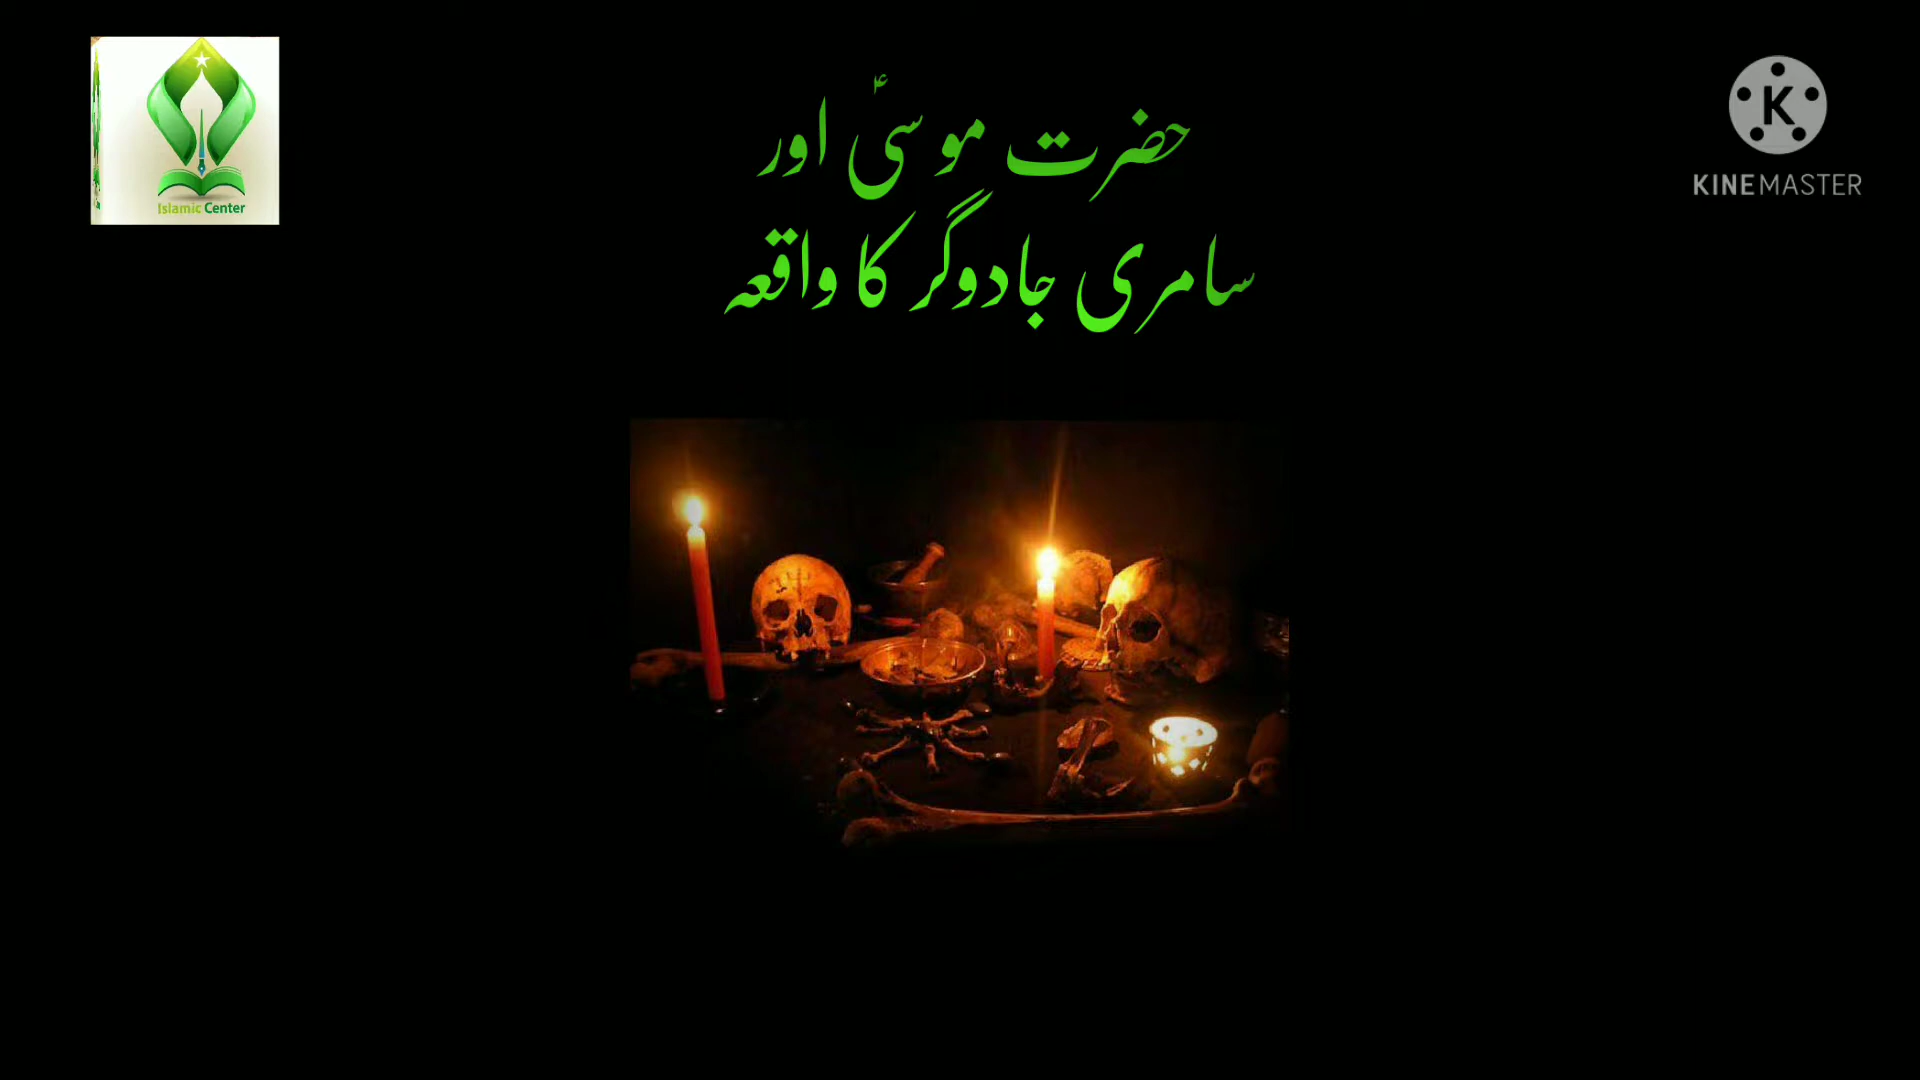 Islamic Center
حضرت موسیٰؑ اور
سامری جادوگر کا واقعہ
K
KINEMASTER